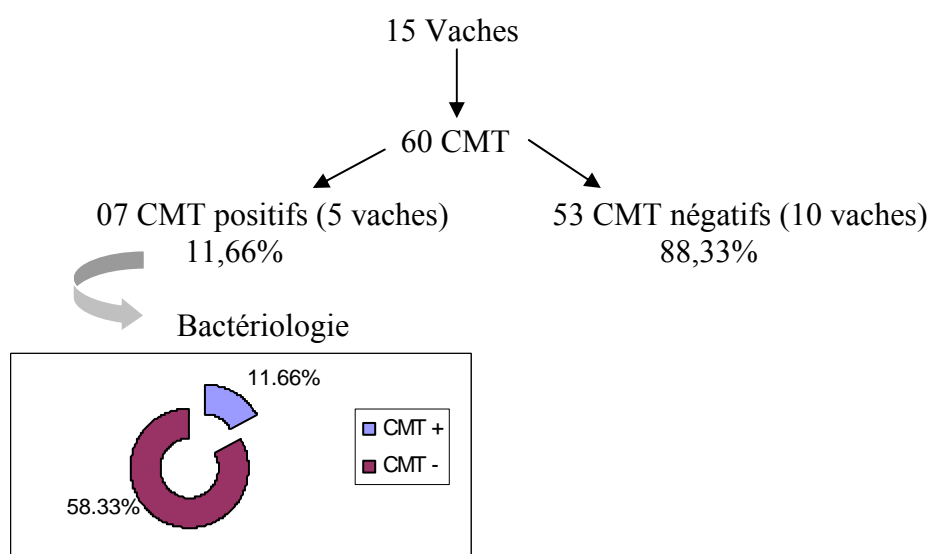 15 Vaches
60 CMT
07 CMT positifs (5 vaches)
11,66%
53 CMT négatifs (10 vaches)
88,33%
Bactériologie
11.66%
58.33%
CMT +
CMT -